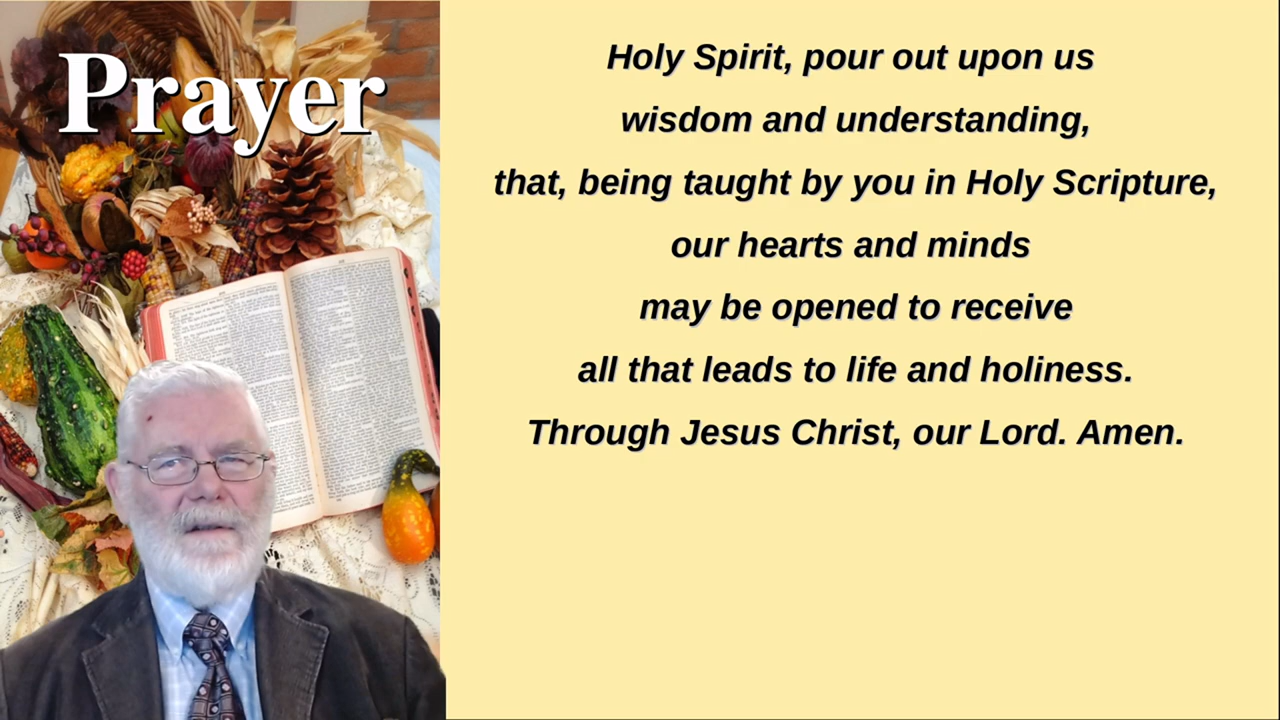 Prayer
Holy Spirit, pour out upon us
wisdom and understanding,
that, being taught by you in Holy Scripture,
our hearts and minds
may be opened to receive
all that leads to life and holiness.
Through Jesus Christ, our Lord. Amen.